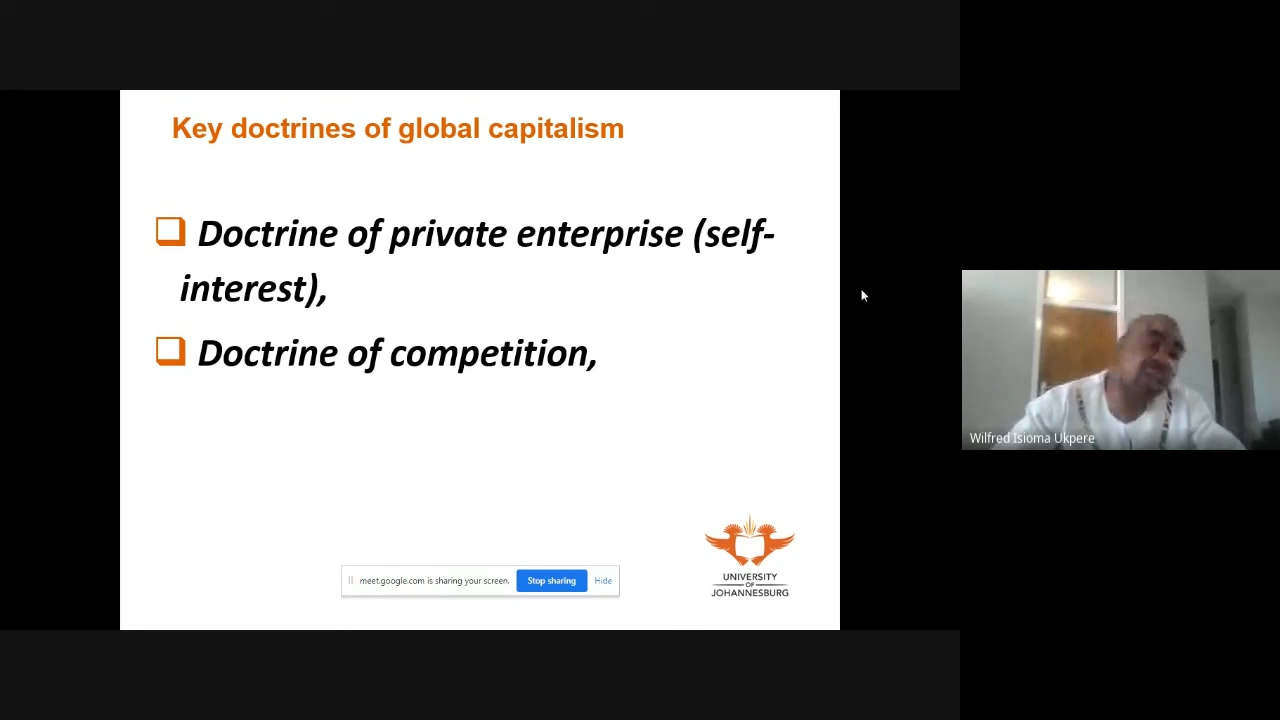 Key doctrines of global capitalism
Doctrine of private enterprise (self-
interest),
Doctrine of competition,
meet.google.com is sharing your screen. Stop sharing Hide
UNIVERSITY
OF
JOHANNESBURG
Wilfred Isioma Ukpere